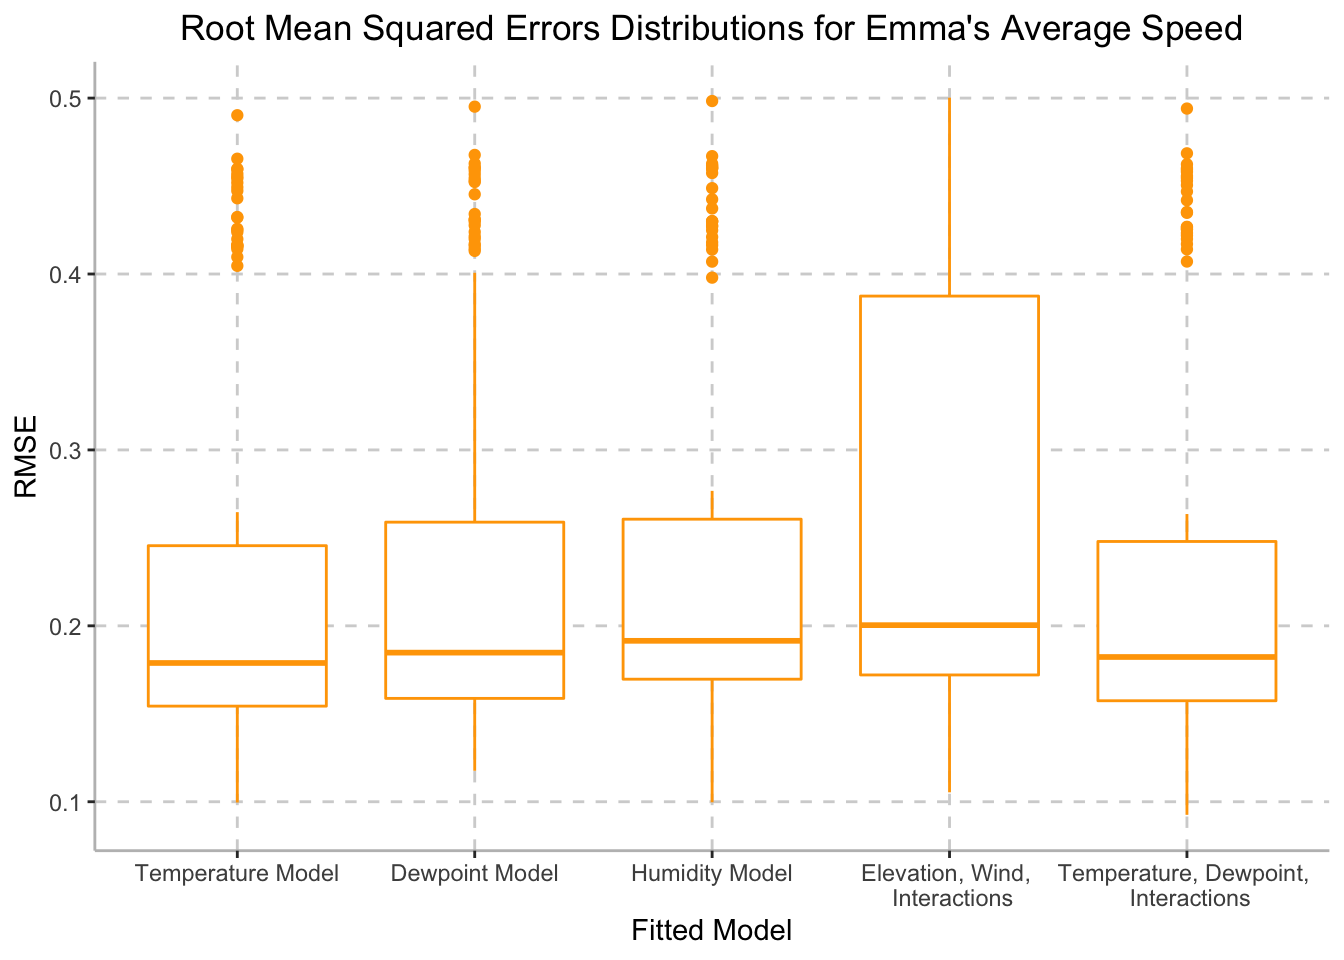 Root Mean Squared Errors Distributions for Emma's Average Speed
RMSE
0.5
0.4
0.3
0.2
0.1
Temperature Model
Dewpoint Model
Humidity Model
Elevation, Wind,
Interactions
Temperature, Dewpoint,
Interactions
Fitted Model